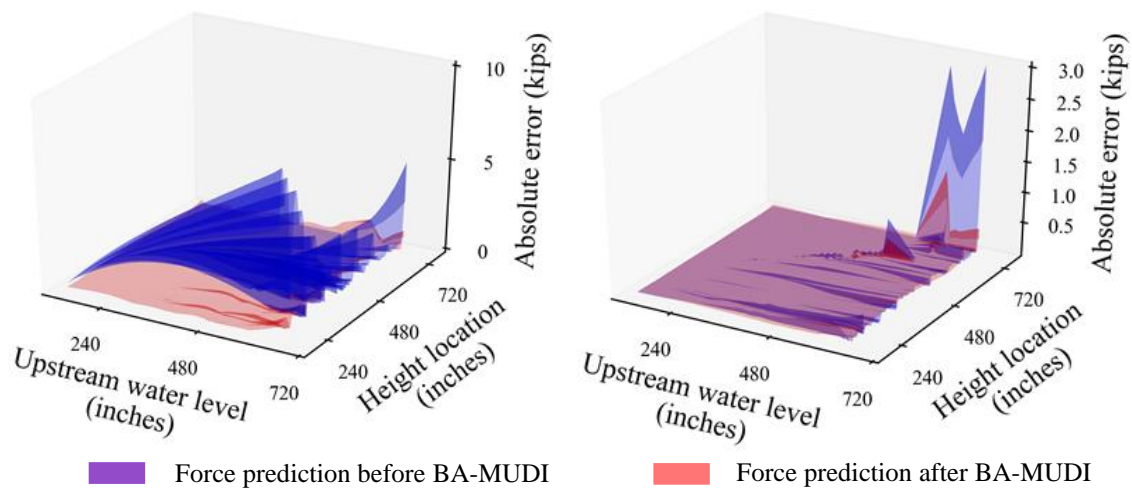 10
5
0
Absolute error (kips)
720
480
240
Height location
(inches)
240
480
720
Upstream water level
(inches)
3.0
2.5
2.0
1.5
1.0
0.5
Absolute error (kips)
720
480
240
Height location
(inches)
240
480
720
Upstream water level
(inches)
Force prediction before BA-MUDI
Force prediction after BA-MUDI